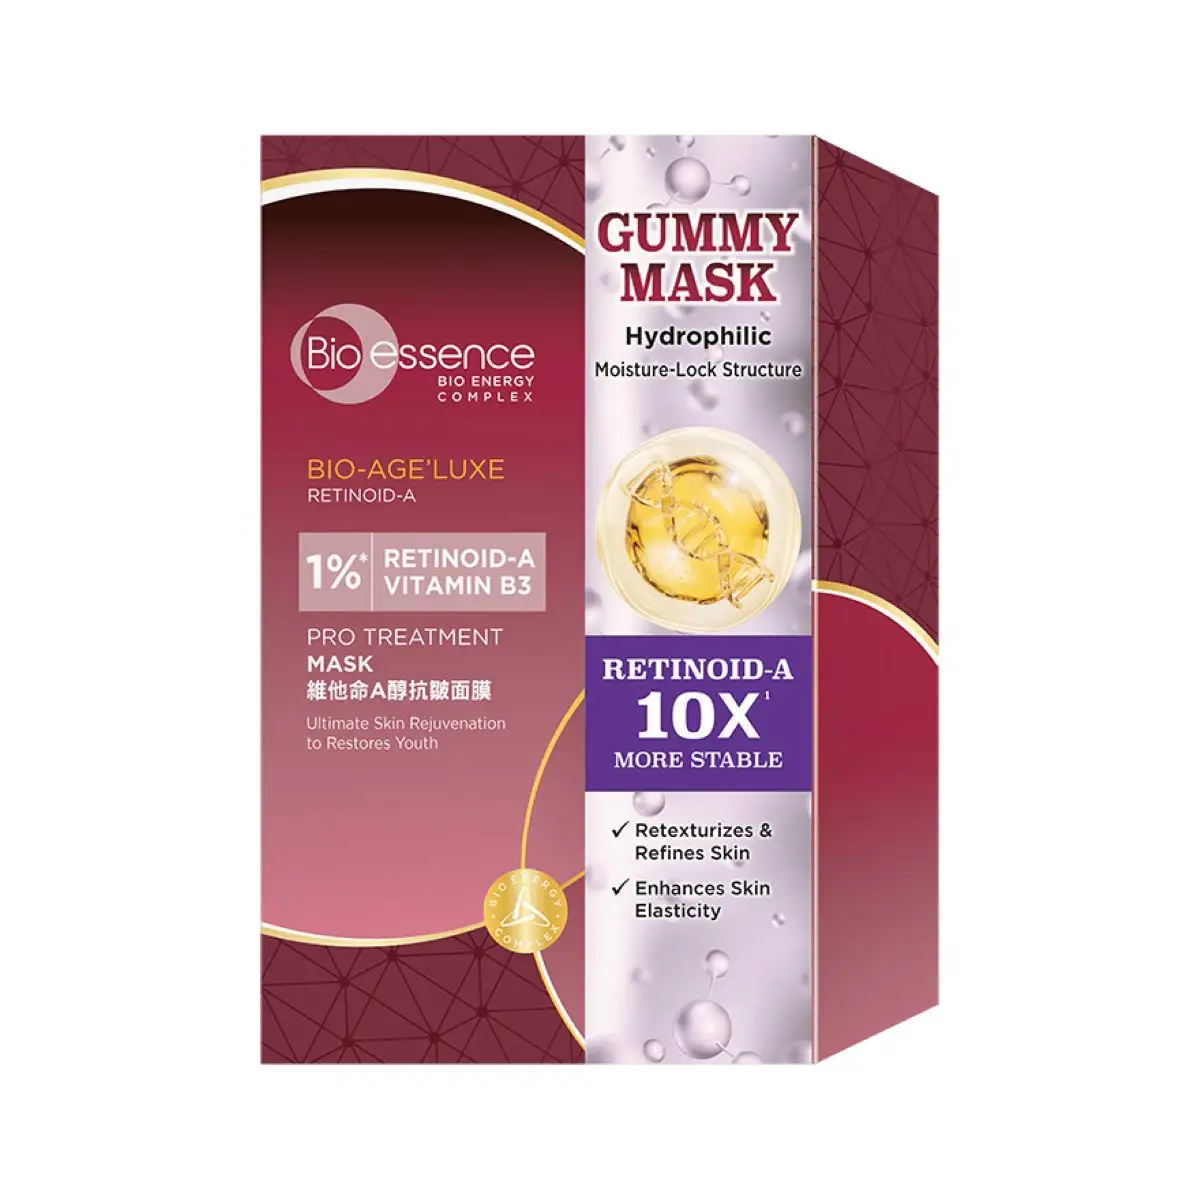 Bio essence
BIO ENERGY
COMPLEX
BIO-AGE'LUXE
RETINOID-A
1%*
RETINOID-A
VITAMIN B3
PRO TREATMENT
MASK
維他命A醇抗皺面膜
Ultimate Skin Rejuvenation
to Restores Youth
BIO ENERGY
COMPLEX
GUMMY
MASK
Hydrophilic
Moisture-Lock Structure
RETINOID-A
10X¹
MORE STABLE
✓ Retexturizes &
Refines Skin
✓ Enhances Skin
Elasticity